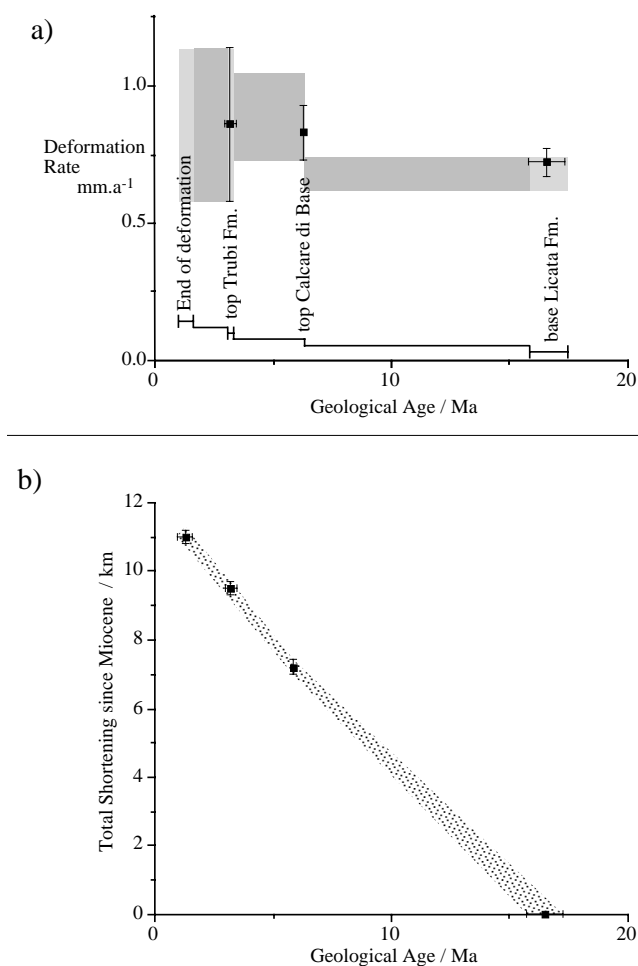 a)
1.0
Deformation
Rate
mm.a-1
0.5
0.0
End of deformation
top Trubi Fm.
top Calcare di Base
base Licata Fm.
0
10
20
Geological Age / Ma
b)
12
10
8
6
4
2
0
Total Shortening since Miocene / km
0
10
20
Geological Age / Ma